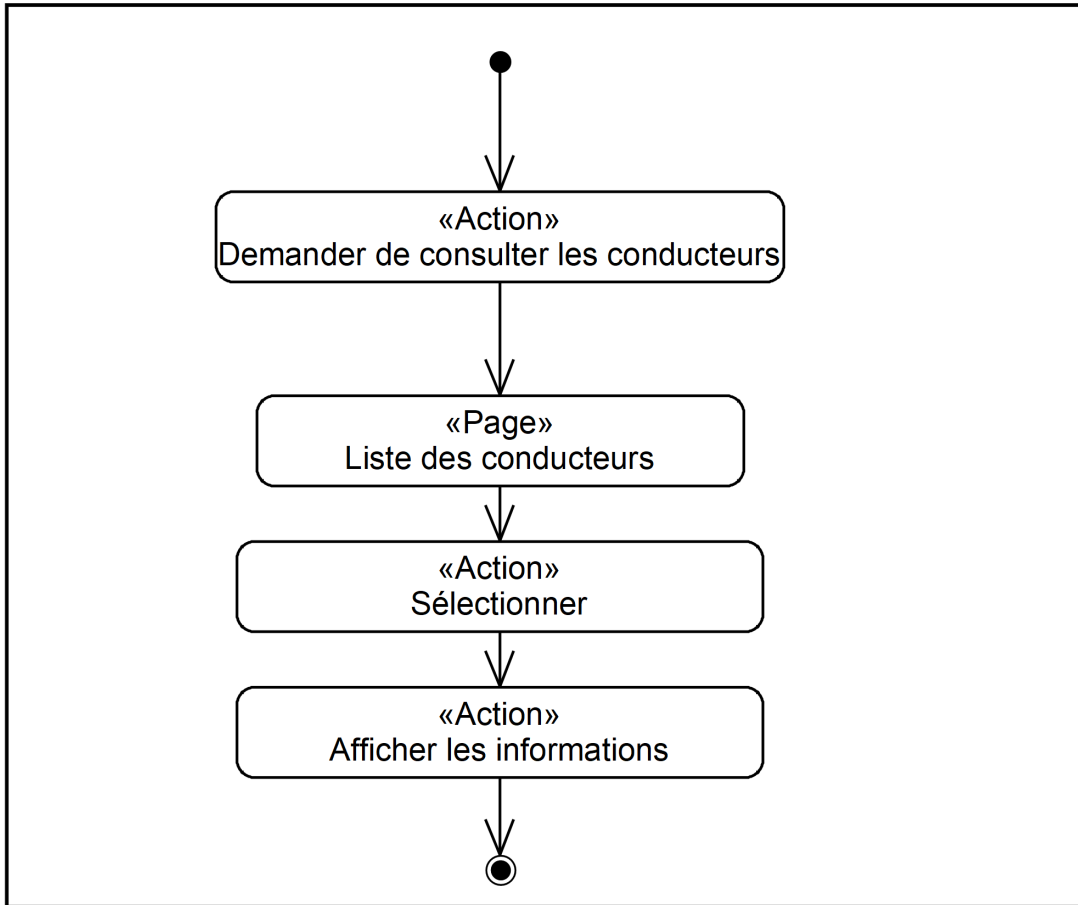 «Action»
Demander de consulter les conducteurs
«Page»
Liste des conducteurs
«Action»
Sélectionner
«Action»
Afficher les informations